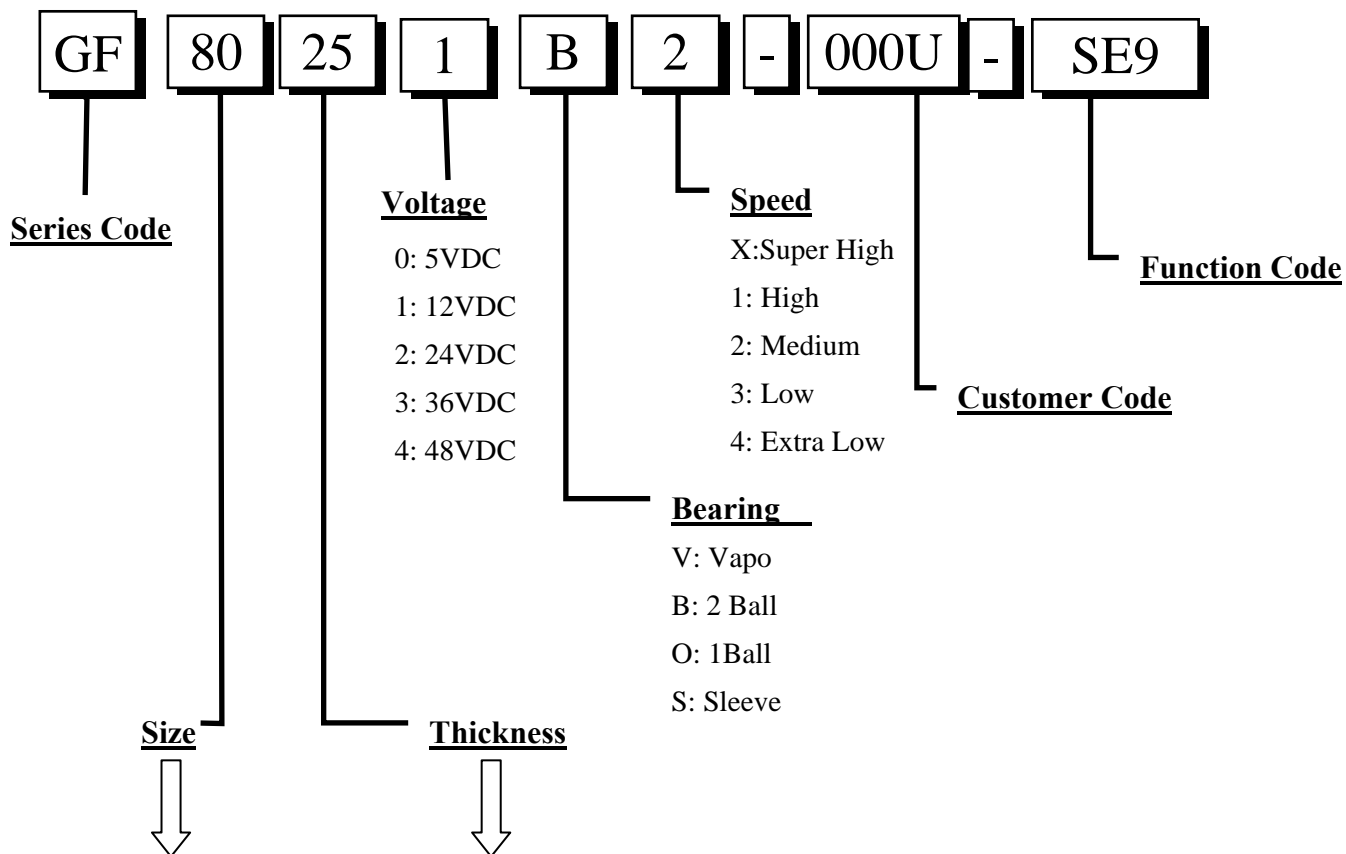 GF 80 25 1 B 2 - 000U - SE9
Series Code
Voltage
0: 5VDC
1: 12VDC
2: 24VDC
3: 36VDC
4: 48VDC
Speed
X:Super High
1: High
2: Medium
3: Low
4: Extra Low
Function Code
Customer Code
Bearing
V: Vapo
B: 2 Ball
O: 1Ball
S: Sleeve
Size
Thickness